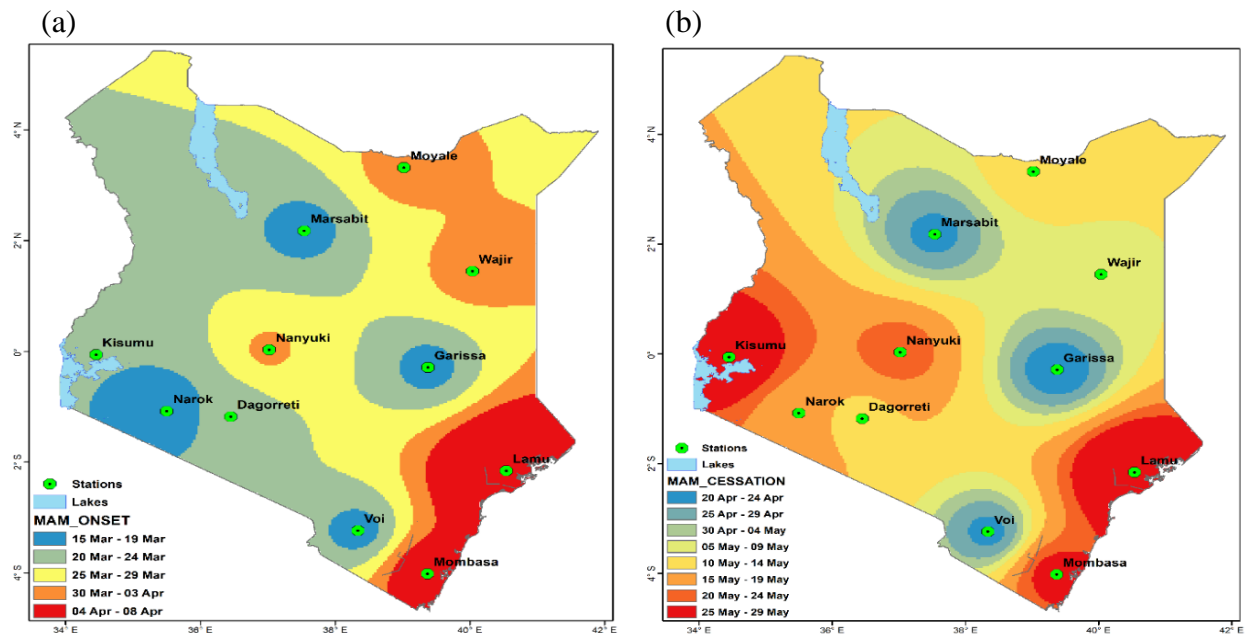 (a)
(b)
4° N
2° N
0°
2° S
4° S
34° E
36° E
38° E
40° E
42° E
Moyale
Marsabit
Wajir
Nanyuki
Kisumu
Garissa
Narok
Dagorreti
Lamu
Voi
Mombasa
Stations
Lakes
MAM_ONSET
15 Mar - 19 Mar
20 Mar - 24 Mar
25 Mar - 29 Mar
30 Mar - 03 Apr
04 Apr - 08 Apr
4° N
2° N
0°
2° S
4° S
34° E
36° E
38° E
40° E
42° E
Moyale
Marsabit
Wajir
Nanyuki
Kisumu
Garissa
Narok
Dagorreti
Lamu
Voi
Mombasa
Stations
Lakes
MAM_CESSATION
20 Apr - 24 Apr
25 Apr - 29 Apr
30 Apr - 04 May
05 May - 09 May
10 May - 14 May
15 May - 19 May
20 May - 24 May
25 May - 29 May